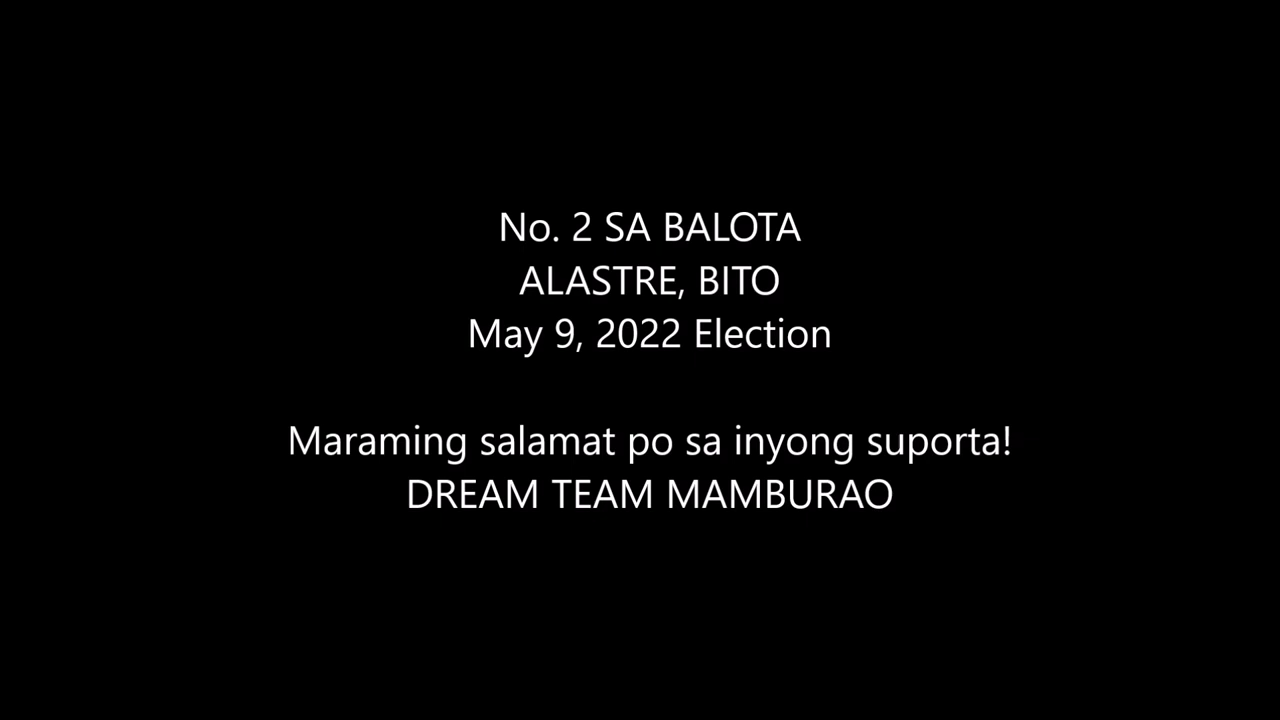 No. 2 SA BALOTA
ALASTRE, BITO
May 9, 2022 Election
Maraming salamat po sa inyong suporta!
DREAM TEAM MAMBURAO